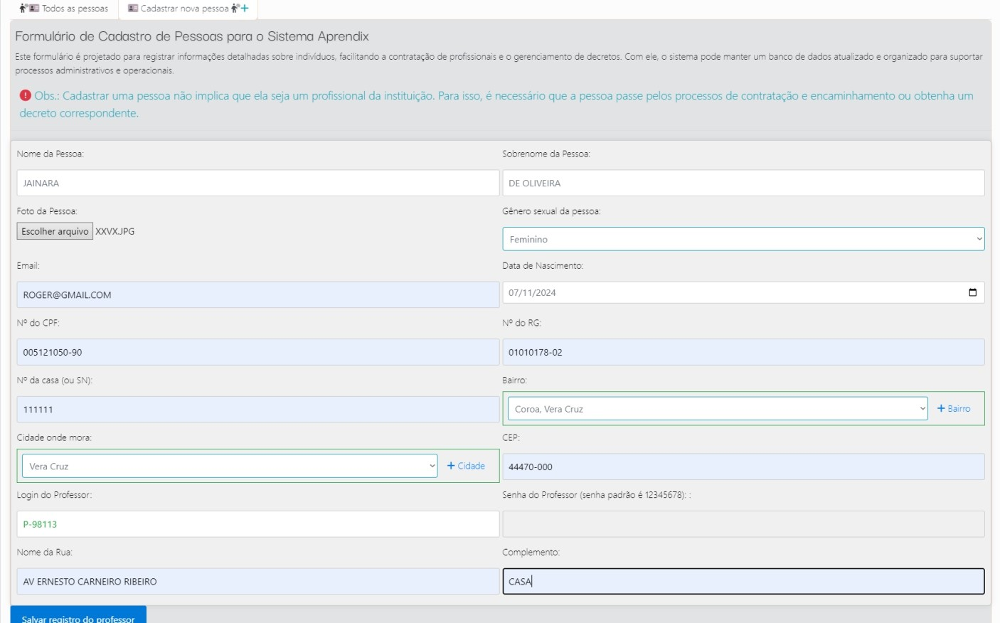 Todos as pessoas
Cadastrar nova pessoa
Formulário de Cadastro de Pessoas para o Sistema Aprendix
Este formulário é projetado para registrar informações detalhadas sobre indivíduos, facilitando a contratação de profissionais e o gerenciamento de decretos. Com ele, o sistema pode manter um banco de dados atualizado e organizado para suportar
processos administrativos e operacionais.
Obs.: Cadastrar uma pessoa não implica que ela seja um profissional da instituição. Para isso, é necessário que a pessoa passe pelos processos de contratação e encaminhamento ou obtenha um
decreto correspondente.
Nome da Pessoa:
Sobrenome da Pessoa:
JAINARA
DE OLIVEIRA
Foto da Pessoa:
Gênero sexual da pessoa:
Escolher arquivo XXVX.JPG
Feminino
Email:
Data de Nascimento:
ROGER@GMAIL.COM
07/11/2024
Nº do CPF:
Nº do RG:
005121050-90
01010178-02
Nº da casa (ou SN):
Bairro:
111111
Coroa, Vera Cruz
+ Bairro
Cidade onde mora:
CEP:
Vera Cruz
+ Cidade
44470-000
Login do Professor:
Senha do Professor (senha padrão é 12345678): :
P-98113
Nome da Rua:
Complemento:
AV ERNESTO CARNEIRO RIBEIRO
CASA
Salvar registro do professor